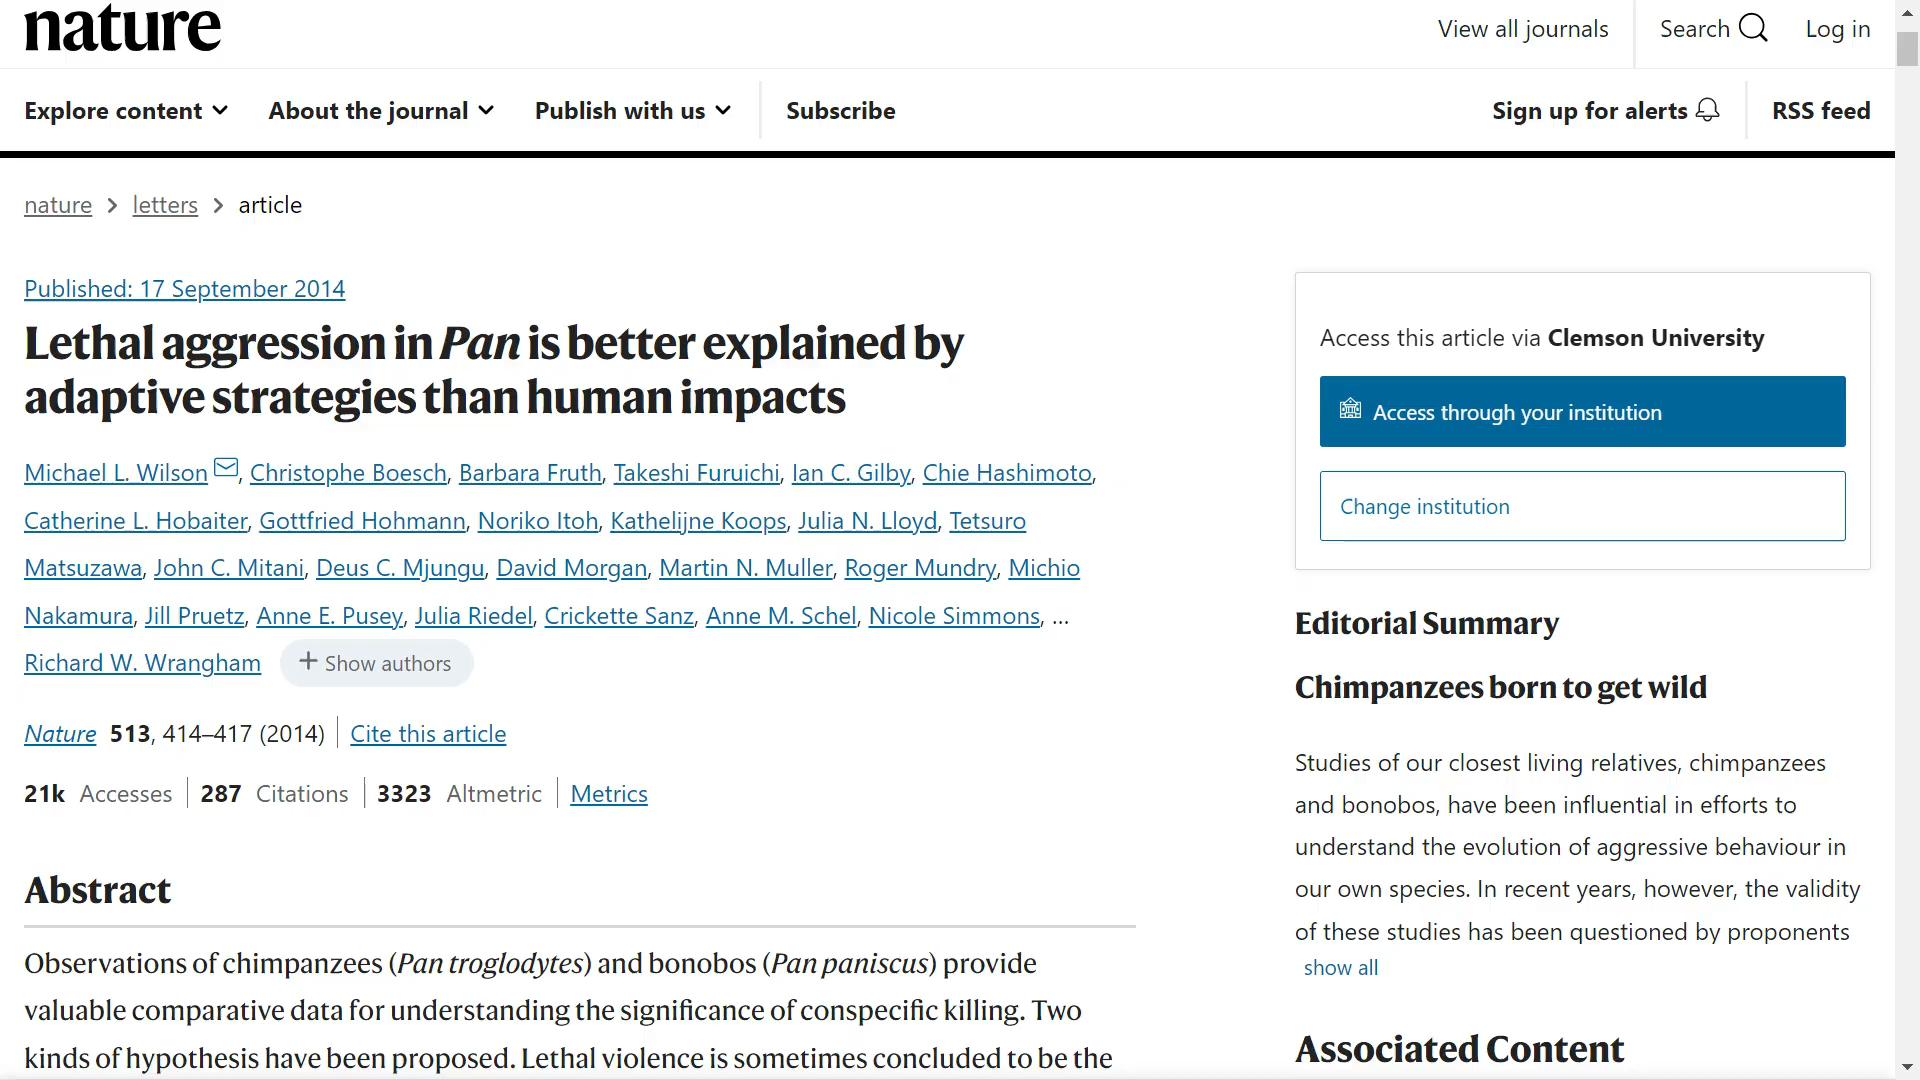 nature
View all journals
Search
Log in
Explore content
About the journal
Publish with us
Subscribe
Sign up for alerts
RSS feed
nature > letters > article
Published: 17 September 2014
Lethal aggression in Pan is better explained by
adaptive strategies than human impacts
Michael L. Wilson, Christophe Boesch, Barbara Fruth, Takeshi Furuichi, Ian C. Gilby, Chie Hashimoto,
Catherine L. Hobaiter, Gottfried Hohmann, Noriko Itoh, Kathelijne Koops, Julia N. Lloyd, Tetsuro
Matsuzawa, John C. Mitani, Deus C. Mjungu, David Morgan, Martin N. Muller, Roger Mundry, Michio
Nakamura, Jill Pruetz, Anne E. Pusey, Julia Riedel, Crickette Sanz, Anne M. Schel, Nicole Simmons, ...
Richard W. Wrangham + Show authors
Nature 513, 414–417 (2014) Cite this article
21k Accesses 287 Citations 3323 Altmetric Metrics
Abstract
Observations of chimpanzees (Pan troglodytes) and bonobos (Pan paniscus) provide
valuable comparative data for understanding the significance of conspecific killing. Two
kinds of hypothesis have been proposed. Lethal violence is sometimes concluded to be the
Access this article via Clemson University
Access through your institution
Change institution
Editorial Summary
Chimpanzees born to get wild
Studies of our closest living relatives, chimpanzees
and bonobos, have been influential in efforts to
understand the evolution of aggressive behaviour in
our own species. In recent years, however, the validity
of these studies has been questioned by proponents
show all
Associated Content